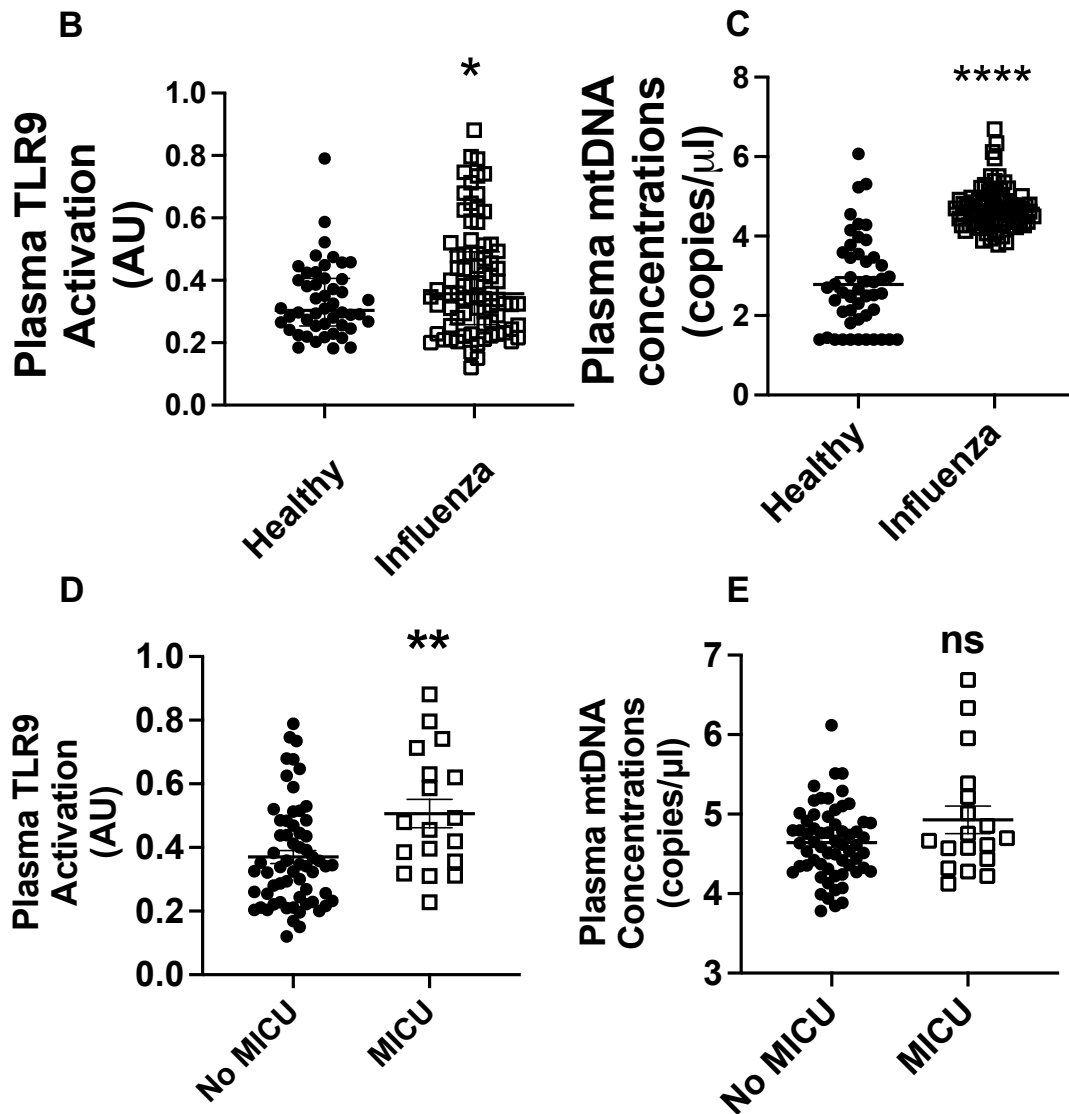 B
*
Plasma TLR9
Activation
(AU)
1.0
0.8
0.6
0.4
0.2
0.0
Healthy
Influenza
C
****
Plasma mtDNA
concentrations
(copies/μl)
8
6
4
2
0
Healthy
Influenza
D
**
Plasma TLR9
Activation
(AU)
1.0
0.8
0.6
0.4
0.2
0.0
No MICU
MICU
E
ns
Plasma mtDNA
Concentrations
(copies/µl)
7
6
5
4
3
No MICU
MICU